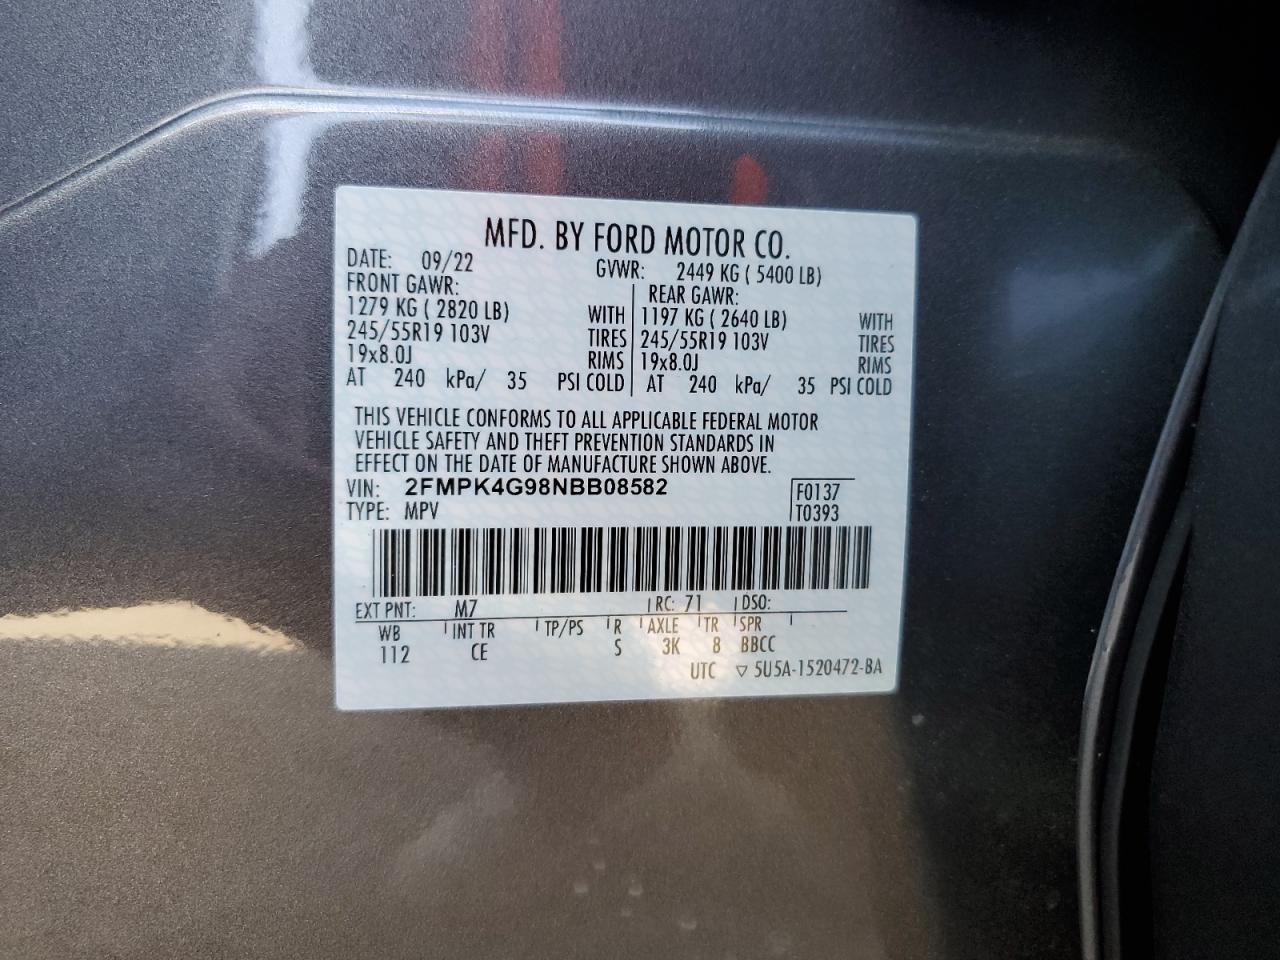 MFD. BY FORD MOTOR CO.
DATE: 09/22 GVWR: 2449 KG ( 5400 LB)
FRONT GAWR: REAR GAWR:
1279 KG ( 2820 LB) WITH 1197 KG ( 2640 LB) WITH
245/55R19 103V TIRES 245/55R19 103V TIRES
19x8.0J RIMS 19x8.0J RIMS
AT 240 kPa/ 35 PSI COLD AT 240 kPa/ 35 PSI COLD
THIS VEHICLE CONFORMS TO ALL APPLICABLE FEDERAL MOTOR
VEHICLE SAFETY AND THEFT PREVENTION STANDARDS IN
EFFECT ON THE DATE OF MANUFACTURE SHOWN ABOVE.
VIN: 2FMPK4G98NBB08582 F0137
TYPE: MPV T0393
EXT PNT: M7 RC: 71 DSO:
WB INT TR TP/PS R AXLE TR SPR
112 CE S 3K 8 BBCC
UTC ▽ 5U5A-1520472-BA